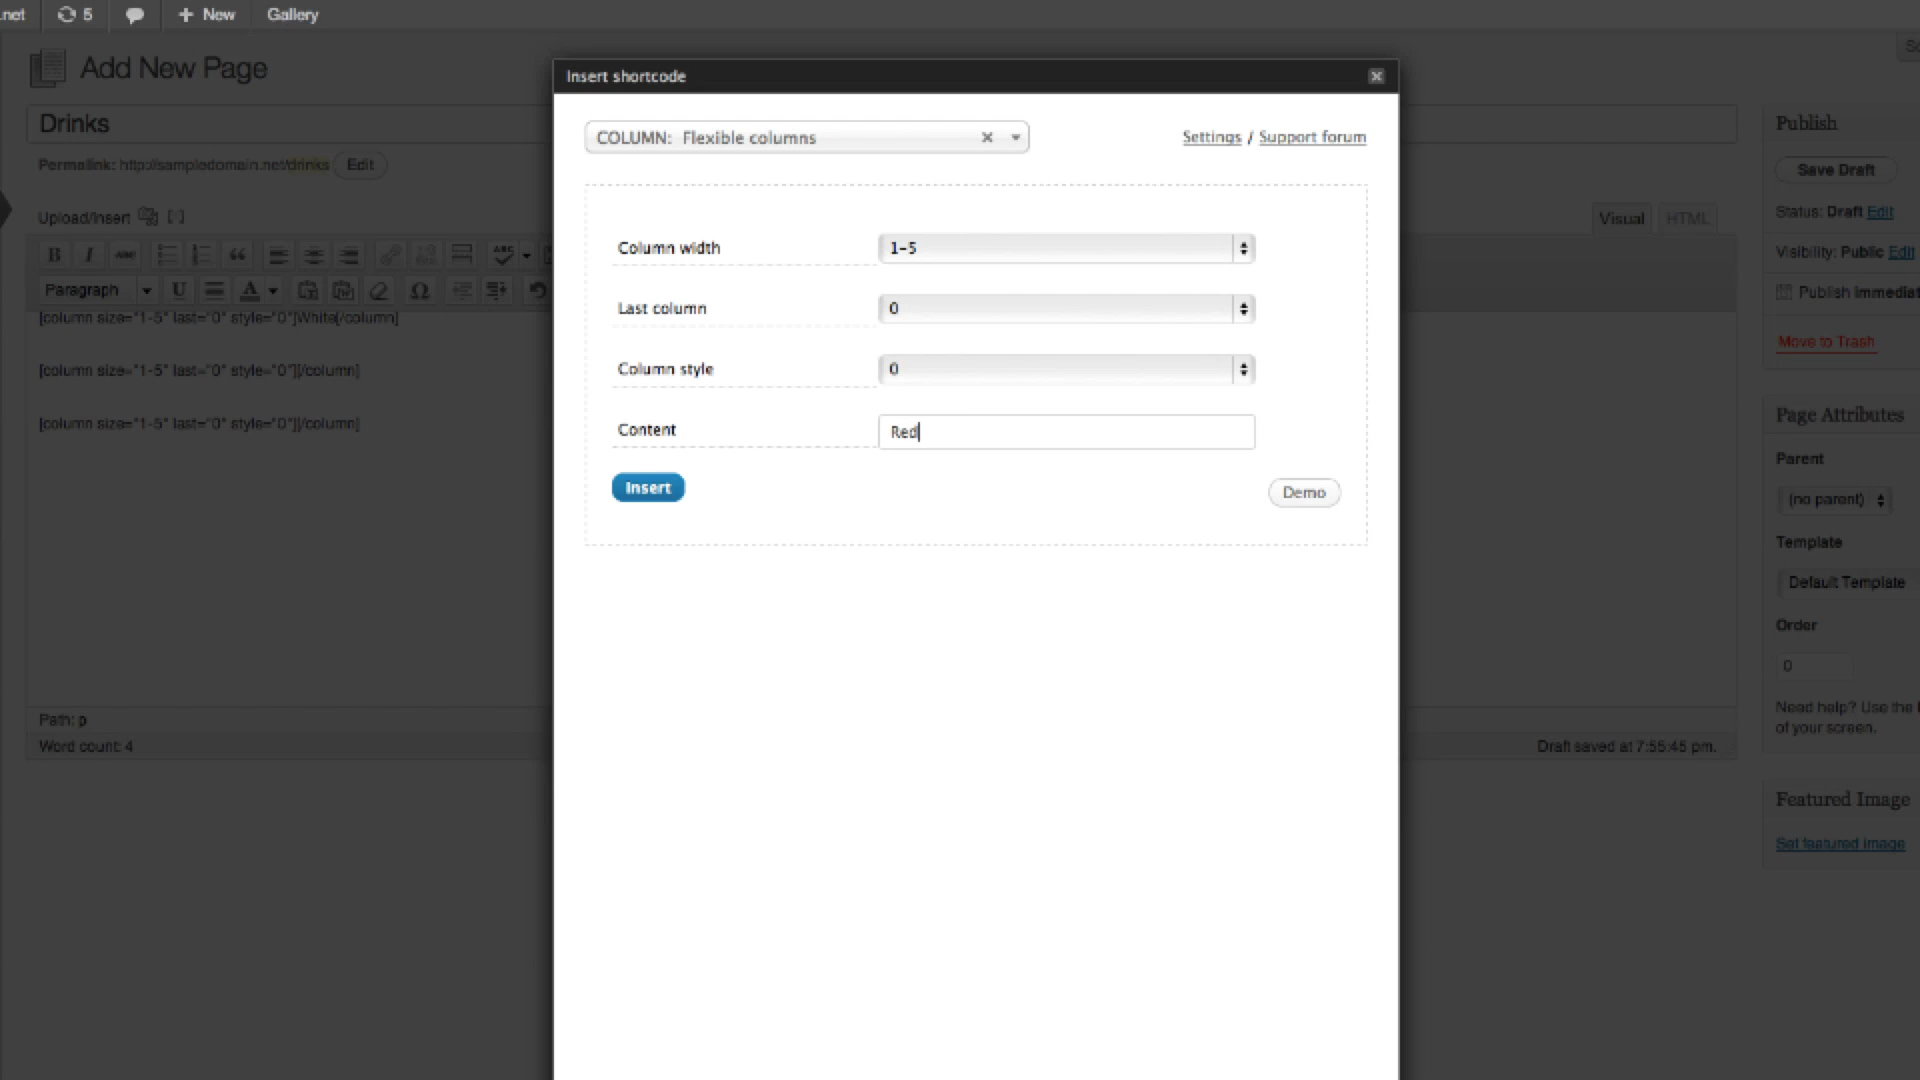 .net 5 + New Gallery
Add New Page
Drinks
Permalink: http://sampledomain.net/drinks Edit
Upload/Insert
Visual HTML
B I ABC ABC
Paragraph U A Ω
[column size="1-5" last="0" style="0"]White[/column]
[column size="1-5" last="0" style="0"][/column]
[column size="1-5" last="0" style="0"][/column]
Path: p
Word count: 4
Draft saved at 7:55:45 pm.
Insert shortcode
COLUMN: Flexible columns
Settings / Support forum
Column width 1-5
Last column 0
Column style 0
Content Red
Insert
Demo
Publish
Save Draft
Status: Draft Edit
Visibility: Public Edit
Publish immediat
Move to Trash
Page Attributes
Parent
(no parent)
Template
Default Template
Order
0
Need help? Use the
of your screen.
Featured Image
Set featured image